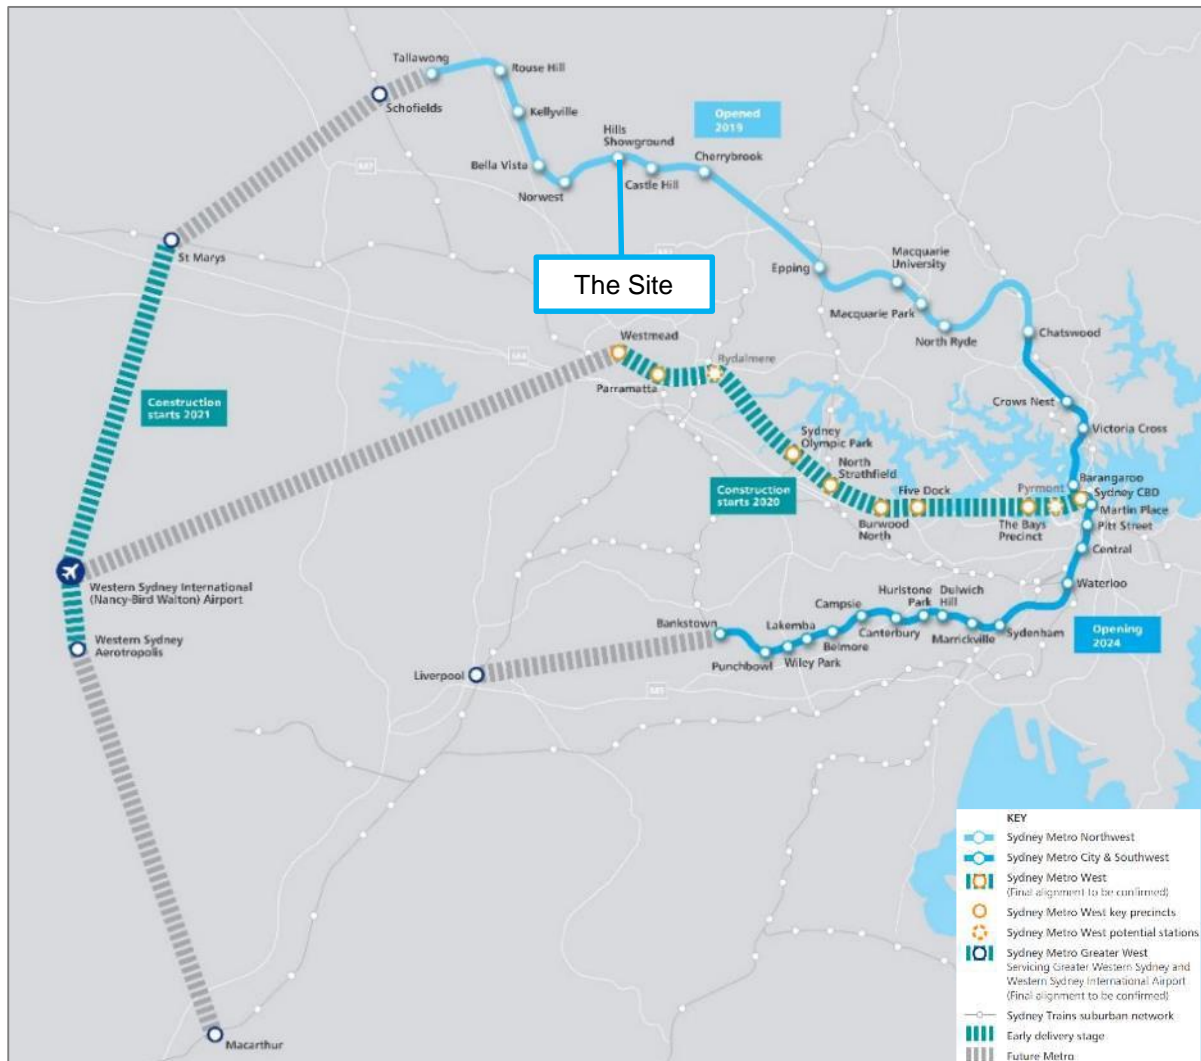 Tallawong
Rouse Hill
Schofields
Kellyville
Opened
2019
Hills
Showground
Cherrybrook
Bella Vista
Norwest
Castle Hill
St Marys
The Site
Epping
Macquarie
University
Macquarie Park
North Ryde
Chatswood
Westmead
M4
Rydalmere
Parramatta
Construction
starts 2021
Crows Nest
Victoria Cross
Sydney
Olympic Park
North
Strathfield
Construction
starts 2020
Five Dock
Burwood
North
Pyrmont
The Bays
Precinct
Barangaroo
Sydney CBD
Martin Place
Pitt Street
Central
Waterloo
Western Sydney International
(Nancy-Bird Walton) Airport
Western Sydney
Aerotropolis
Bankstown
Punchbowl
Lakemba
Wiley Park
Campsie
Belmore
Canterbury
Hurlstone
Park
Dulwich
Hill
Marrickville
Sydenham
Opening
2024
Liverpool
M5
Macarthur
KEY
Sydney Metro Northwest
Sydney Metro City & Southwest
Sydney Metro West
(Final alignment to be confirmed)
Sydney Metro West key precincts
Sydney Metro West potential stations
Sydney Metro Greater West
Servicing Greater Western Sydney and
Western Sydney International Airport
(Final alignment to be confirmed)
Sydney Trains suburban network
Early delivery stage
Future Metro